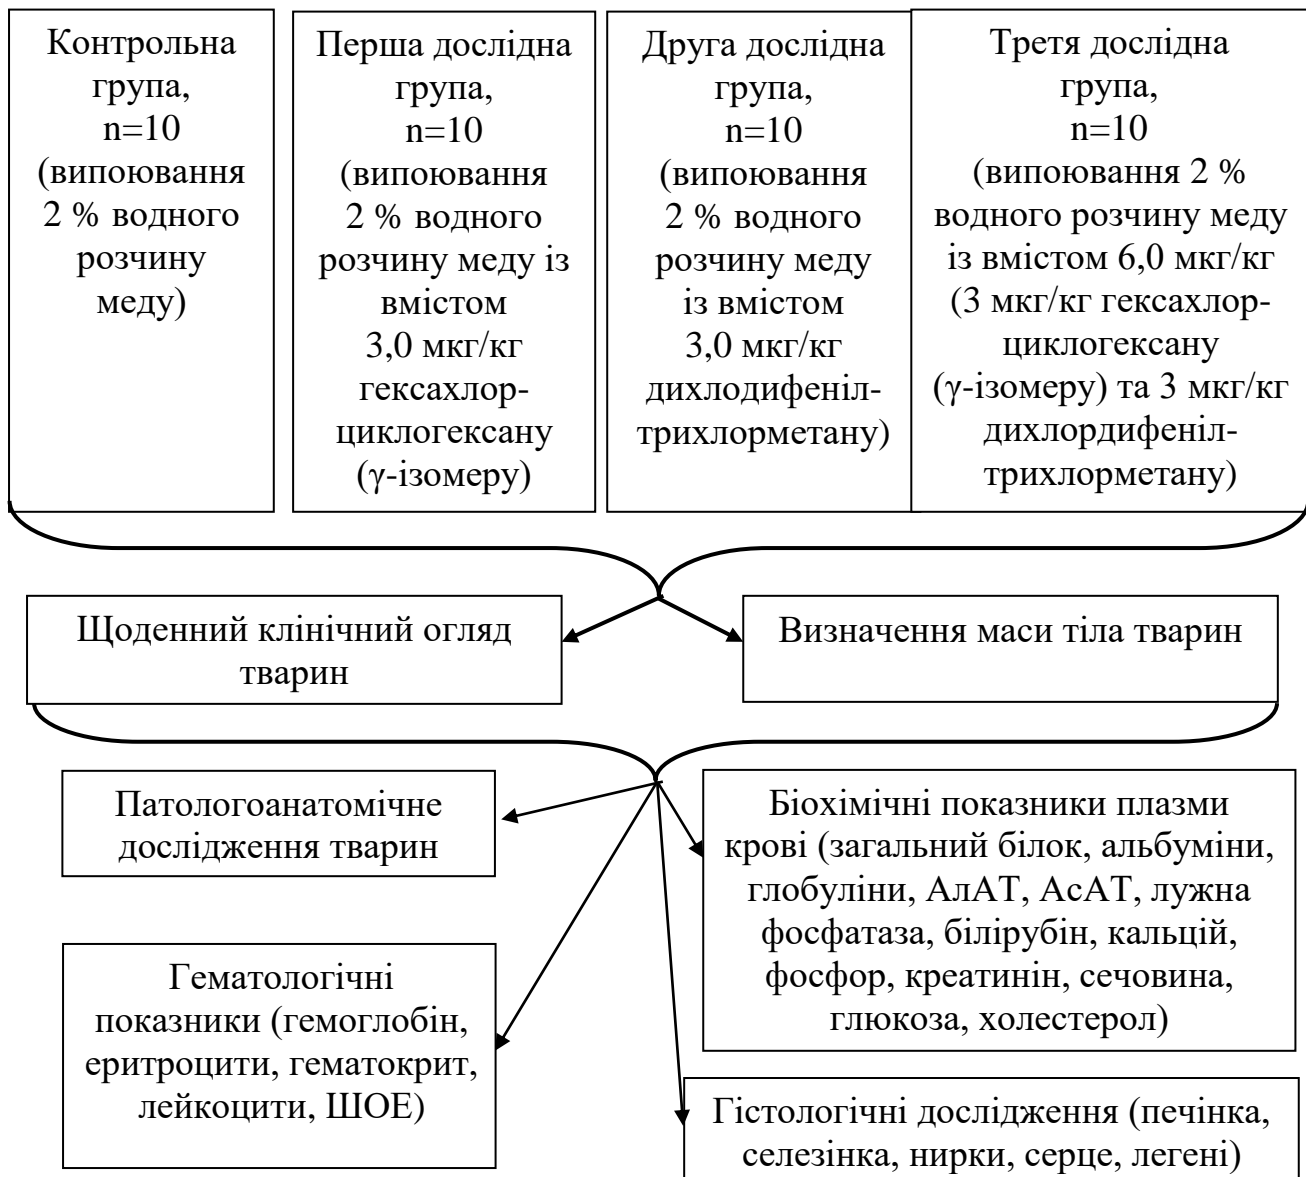 Контрольна
група,
n=10
(випоювання
2 % водного
розчину
меду)
Перша дослідна
група,
n=10
(випоювання
2 % водного
розчину меду із
вмістом
3,0 мкг/кг
гексахлор-
циклогексану
(γ-ізомеру)
Друга дослідна
група,
n=10
(випоювання
2 % водного
розчину меду
із вмістом
3,0 мкг/кг
дихлодифеніл-
трихлорметану)
Третя дослідна
група,
n=10
(випоювання 2 %
водного розчину меду
із вмістом 6,0 мкг/кг
(3 мкг/кг гексахлор-
циклогексану
(γ-ізомеру) та 3 мкг/кг
дихлордифеніл-
трихлорметану)
Щоденний клінічний огляд
тварин
Визначення маси тіла тварин
Патологоанатомічне
дослідження тварин
Біохімічні показники плазми
крові (загальний білок, альбуміни,
глобуліни, АлАТ, АсАТ, лужна
фосфатаза, білірубін, кальцій,
фосфор, креатинін, сечовина,
глюкоза, холестерол)
Гематологічні
показники (гемоглобін,
еритроцити, гематокрит,
лейкоцити, ШОЕ)
Гістологічні дослідження (печінка,
селезінка, нирки, серце, легені)